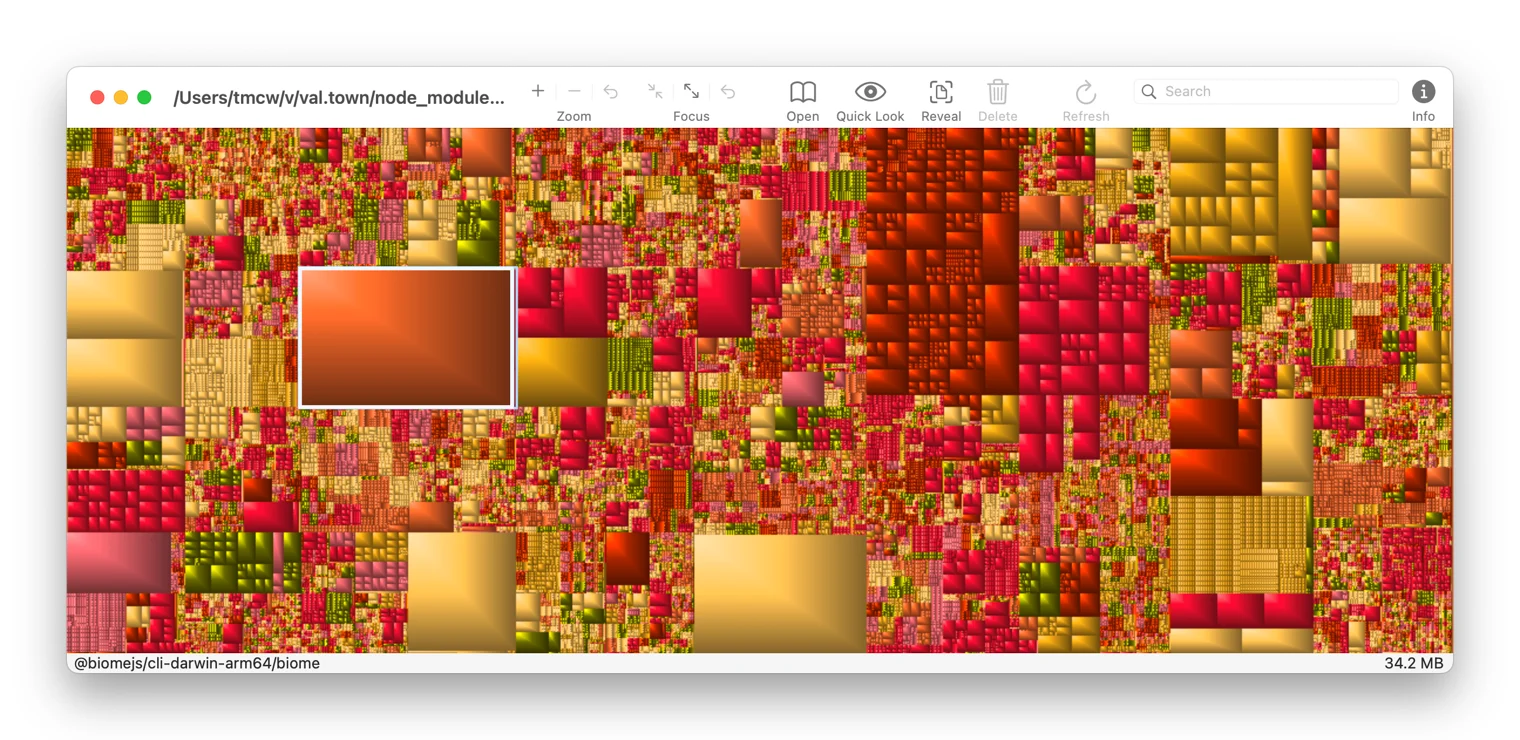 /Users/tmcw/v/val.town/node_module...
Zoom
Focus
Open
Quick Look
Reveal
Delete
Refresh
Search
Info
@biomejs/cli-darwin-arm64/biome
34.2 MB